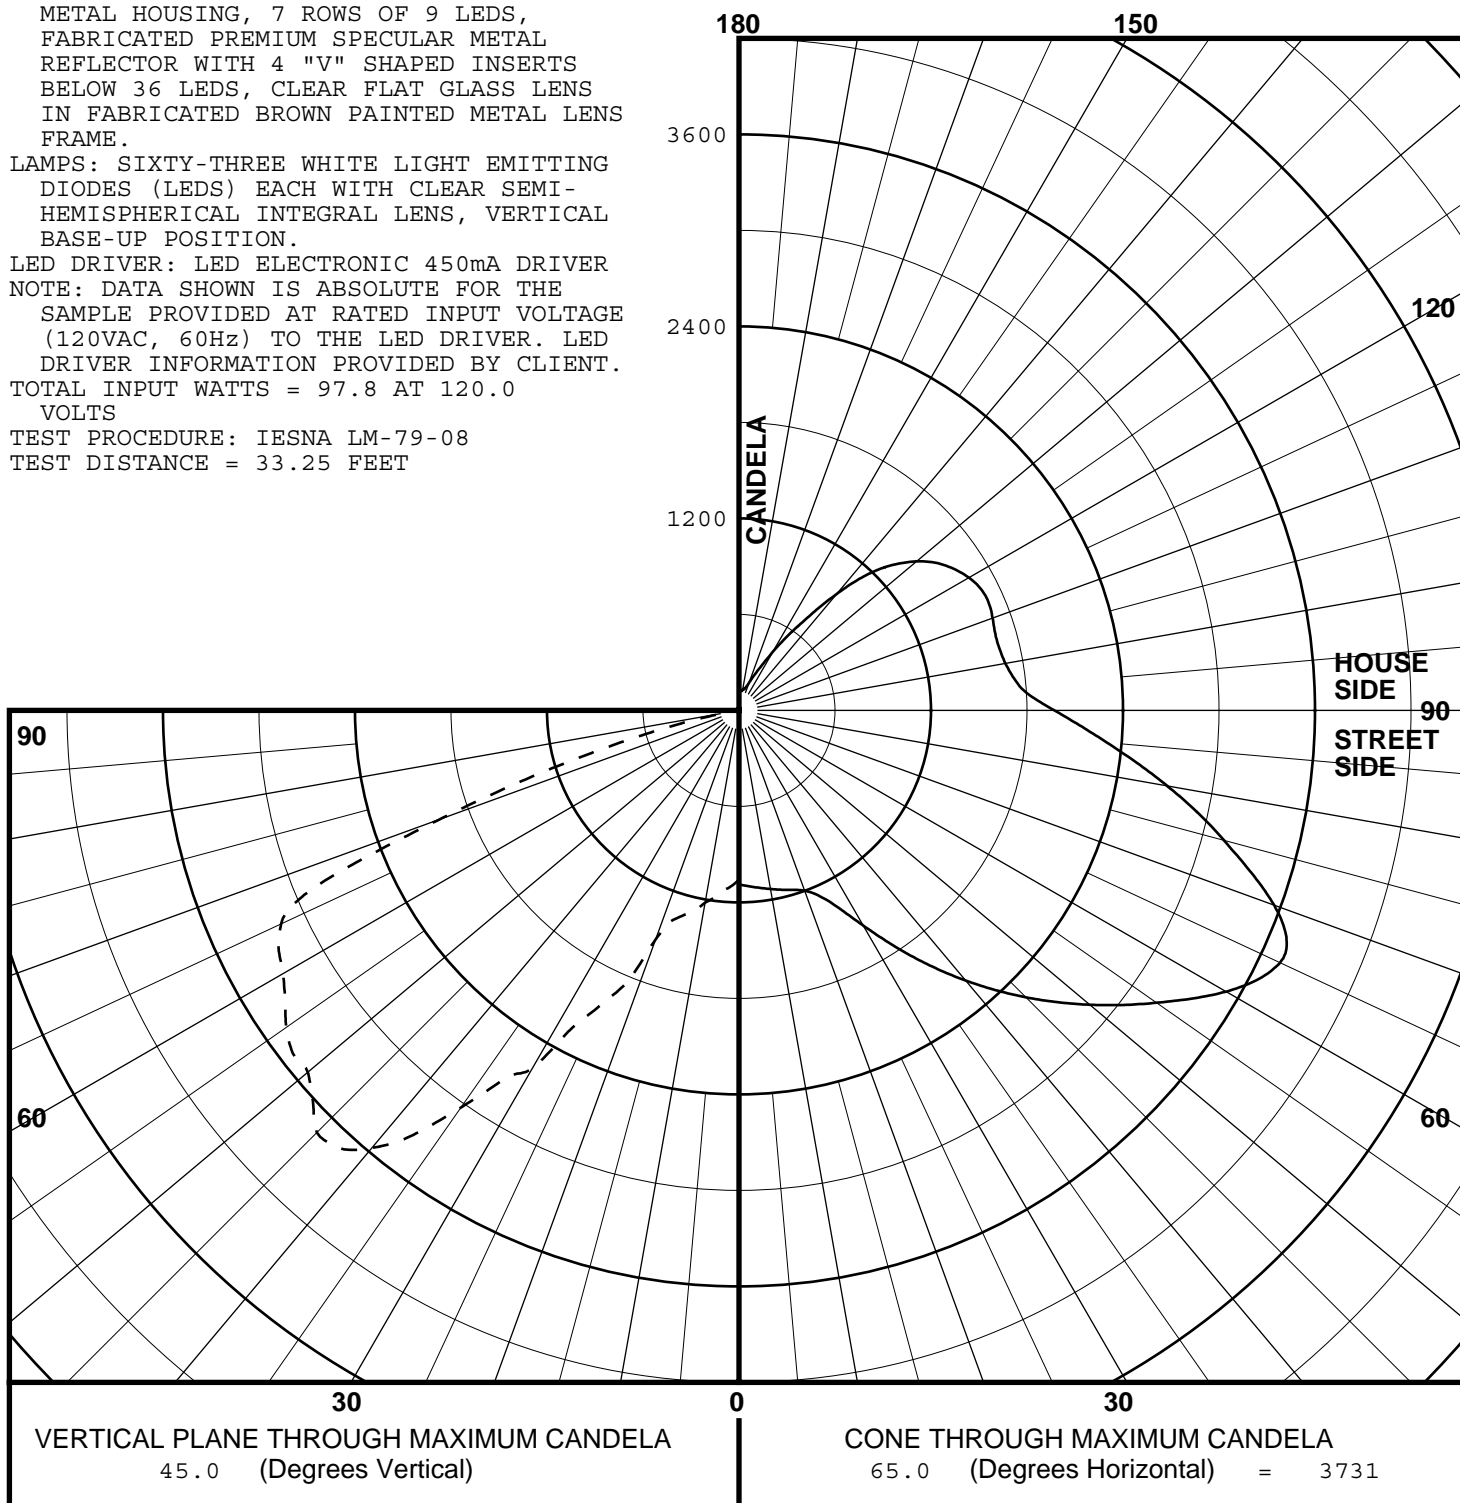 METAL HOUSING, 7 ROWS OF 9 LEDS,
FABRICATED PREMIUM SPECULAR METAL
REFLECTOR WITH 4 "V" SHAPED INSERTS
BELOW 36 LEDS, CLEAR FLAT GLASS LENS
IN FABRICATED BROWN PAINTED METAL LENS
FRAME.
LAMPS: SIXTY-THREE WHITE LIGHT EMITTING
DIODES (LEDS) EACH WITH CLEAR SEMI-
HEMISPHERICAL INTEGRAL LENS, VERTICAL
BASE-UP POSITION.
LED DRIVER: LED ELECTRONIC 450mA DRIVER
NOTE: DATA SHOWN IS ABSOLUTE FOR THE
SAMPLE PROVIDED AT RATED INPUT VOLTAGE
(120VAC, 60Hz) TO THE LED DRIVER. LED
DRIVER INFORMATION PROVIDED BY CLIENT.
TOTAL INPUT WATTS = 97.8 AT 120.0
VOLTS
TEST PROCEDURE: IESNA LM-79-08
TEST DISTANCE = 33.25 FEET
180
150
3600
120
2400
CANDELA
1200
HOUSE
SIDE
90
90
STREET
SIDE
60
60
30
0
30
VERTICAL PLANE THROUGH MAXIMUM CANDELA
45.0 (Degrees Vertical)
CONE THROUGH MAXIMUM CANDELA
65.0 (Degrees Horizontal) = 3731